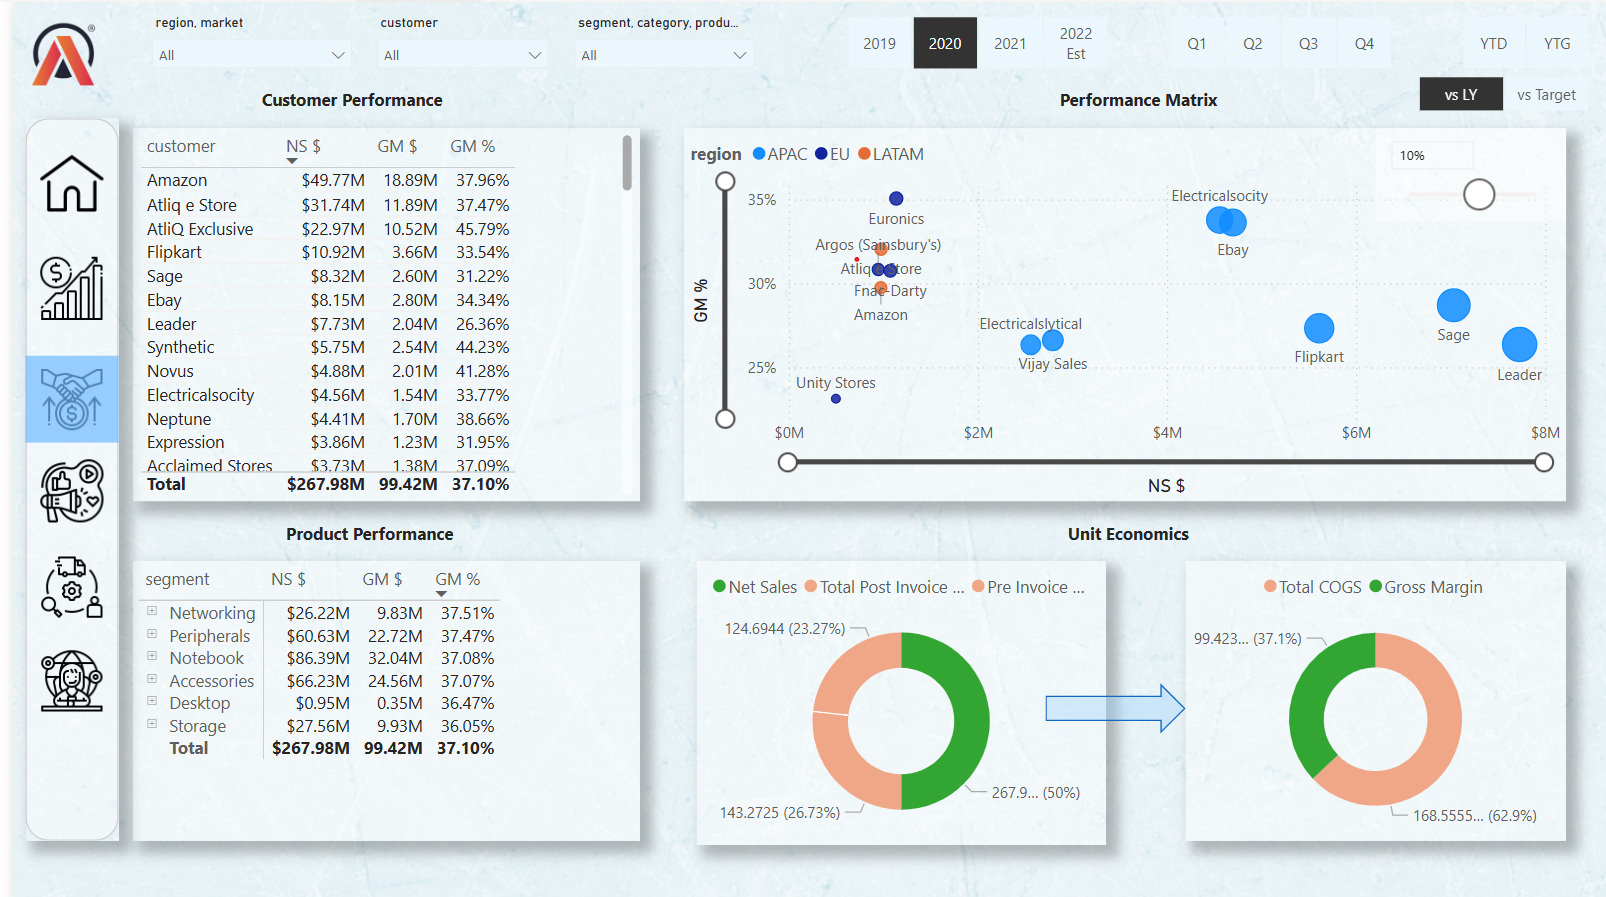 region, market
customer
segment, category, produ...
All
All
All
2019
2020
2021
2022
Est
Q1
Q2
Q3
Q4
YTD
YTG
vs LY
vs Target
Customer Performance
customer NS $ GM $ GM %
Amazon $49.77M 18.89M 37.96%
Atliq e Store $31.74M 11.89M 37.47%
AtliQ Exclusive $22.97M 10.52M 45.79%
Flipkart $10.92M 3.66M 33.54%
Sage $8.32M 2.60M 31.22%
Ebay $8.15M 2.80M 34.34%
Leader $7.73M 2.04M 26.36%
Synthetic $5.75M 2.54M 44.23%
Novus $4.88M 2.01M 41.28%
Electricalsocity $4.56M 1.54M 33.77%
Neptune $4.41M 1.70M 38.66%
Expression $3.86M 1.23M 31.95%
Acclaimed Stores $3.73M 1.38M 37.09%
Total $267.98M 99.42M 37.10%
Performance Matrix
region APAC EU LATAM
10%
35%
30%
25%
GM %
Electricalsocity
Euronics
Argos (Sainsbury's)
Ebay
Atliq e Store
Fnac-Darty
Amazon
Electricalslytical
Sage
Flipkart
Vijay Sales
Leader
Unity Stores
$0M $2M $4M $6M $8M
NS $
Product Performance
segment NS $ GM $ GM %
Networking $26.22M 9.83M 37.51%
Peripherals $60.63M 22.72M 37.47%
Notebook $86.39M 32.04M 37.08%
Accessories $66.23M 24.56M 37.07%
Desktop $0.95M 0.35M 36.47%
Storage $27.56M 9.93M 36.05%
Total $267.98M 99.42M 37.10%
Unit Economics
Net Sales Total Post Invoice ... Pre Invoice ...
124.6944 (23.27%)
267.9... (50%)
143.2725 (26.73%)
Total COGS Gross Margin
99.423... (37.1%)
168.5555... (62.9%)